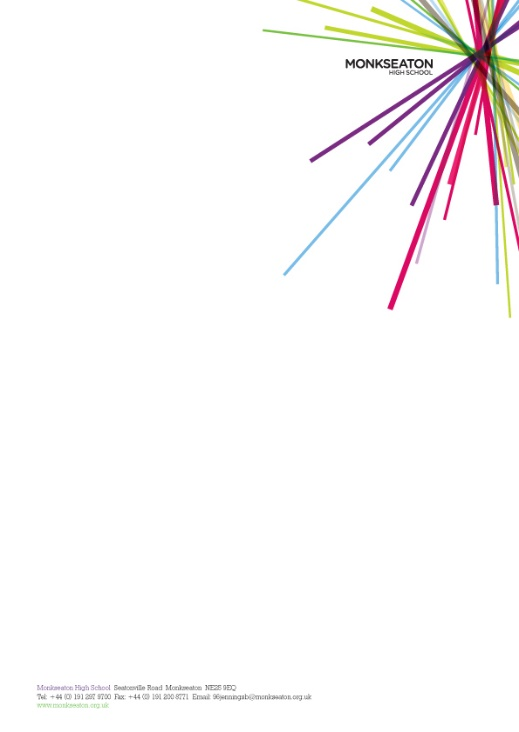 MONKSEATON
HIGH SCHOOL
Monkseaton High School Seatonville Road Monkseaton NE25 9EQ
Tel: +44 (0) 191 297 9700 Fax: +44 (0) 191 200 8771 Email: 96jenningsb@monkseaton.org.uk
www.monkseaton.org.uk